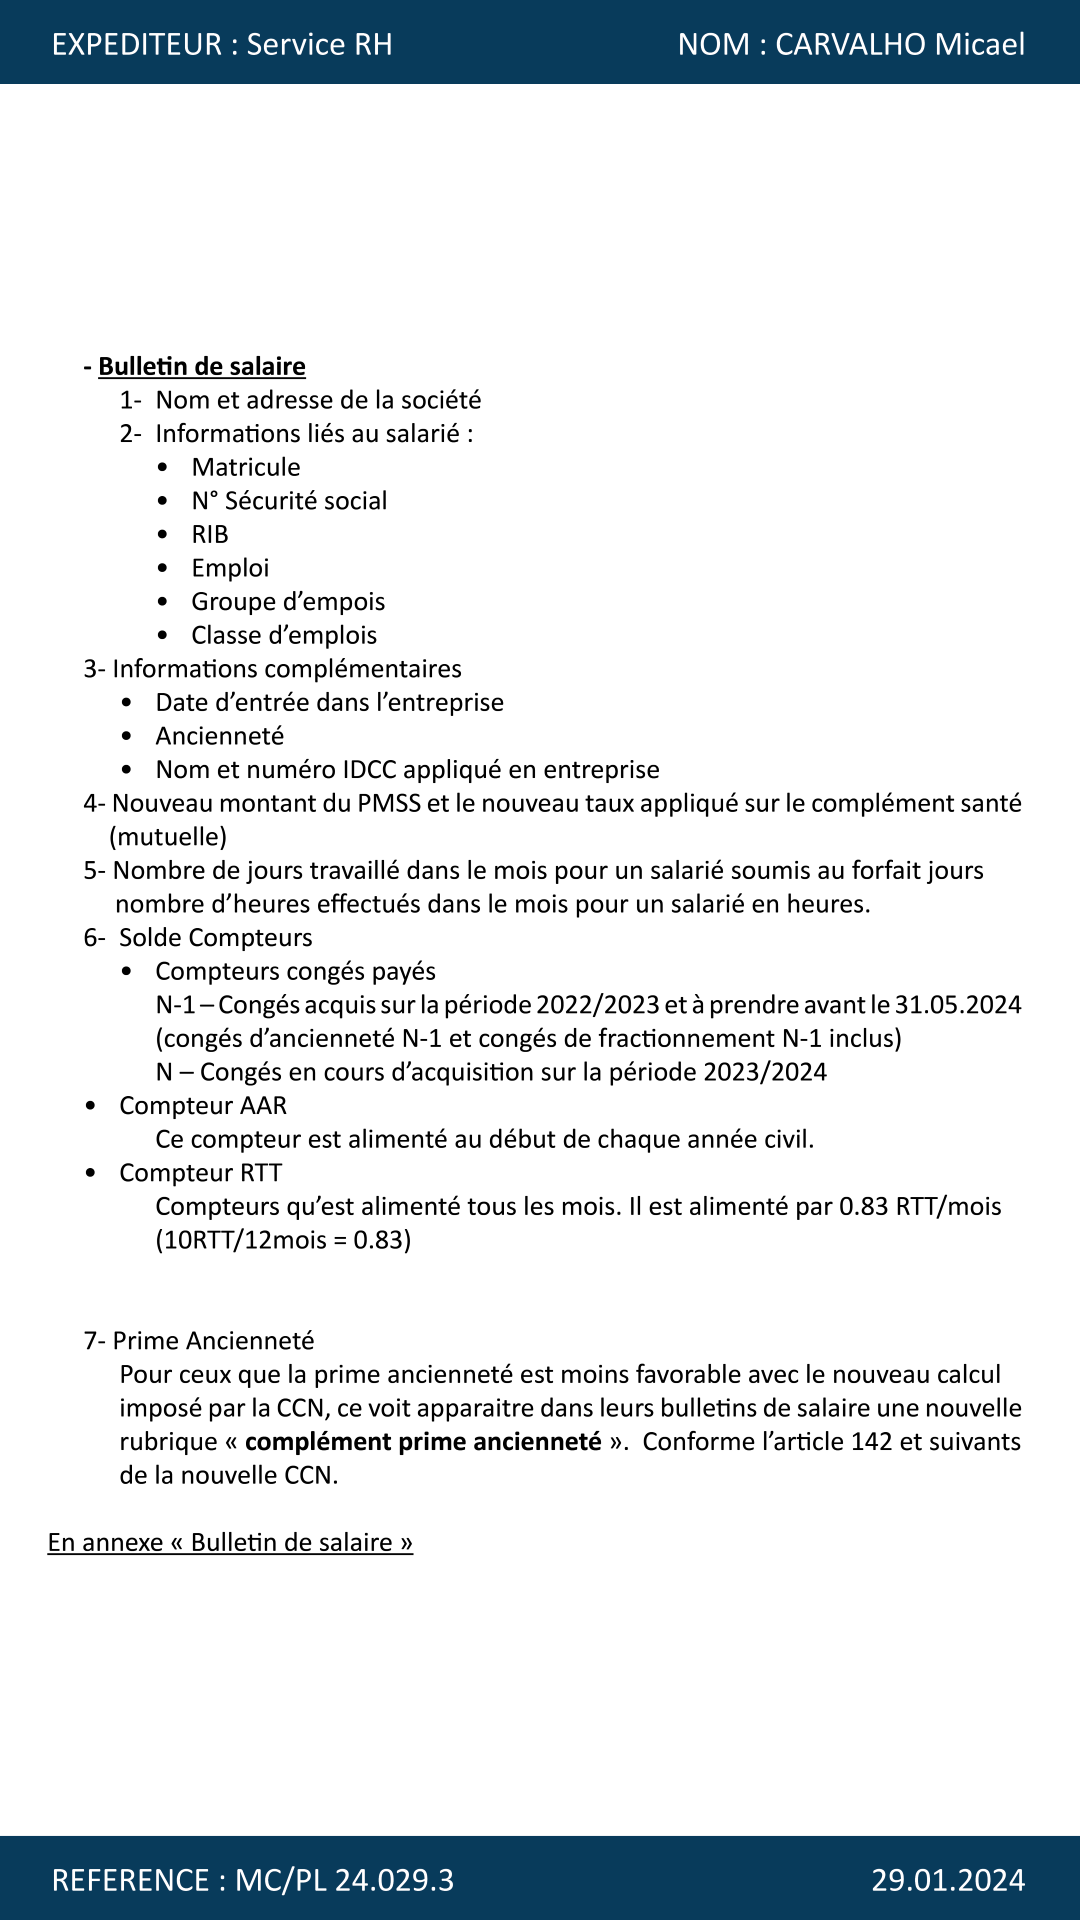 EXPEDITEUR : Service RH
NOM : CARVALHO Micael
- Bulletin de salaire
1- Nom et adresse de la société
2- Informations liés au salarié :
• Matricule
• N° Sécurité social
• RIB
• Emploi
• Groupe d’empois
• Classe d’emplois
3- Informations complémentaires
• Date d’entrée dans l’entreprise
• Ancienneté
• Nom et numéro IDCC appliqué en entreprise
4- Nouveau montant du PMSS et le nouveau taux appliqué sur le complément santé
(mutuelle)
5- Nombre de jours travaillé dans le mois pour un salarié soumis au forfait jours
nombre d’heures effectués dans le mois pour un salarié en heures.
6- Solde Compteurs
• Compteurs congés payés
N-1 – Congés acquis sur la période 2022/2023 et à prendre avant le 31.05.2024
(congés d’ancienneté N-1 et congés de fractionnement N-1 inclus)
N – Congés en cours d’acquisition sur la période 2023/2024
• Compteur AAR
Ce compteur est alimenté au début de chaque année civil.
• Compteur RTT
Compteurs qu’est alimenté tous les mois. Il est alimenté par 0.83 RTT/mois
(10RTT/12mois = 0.83)
7- Prime Ancienneté
Pour ceux que la prime ancienneté est moins favorable avec le nouveau calcul
imposé par la CCN, ce voit apparaitre dans leurs bulletins de salaire une nouvelle
rubrique « complément prime ancienneté ». Conforme l’article 142 et suivants
de la nouvelle CCN.
En annexe « Bulletin de salaire »
REFERENCE : MC/PL 24.029.3
29.01.2024